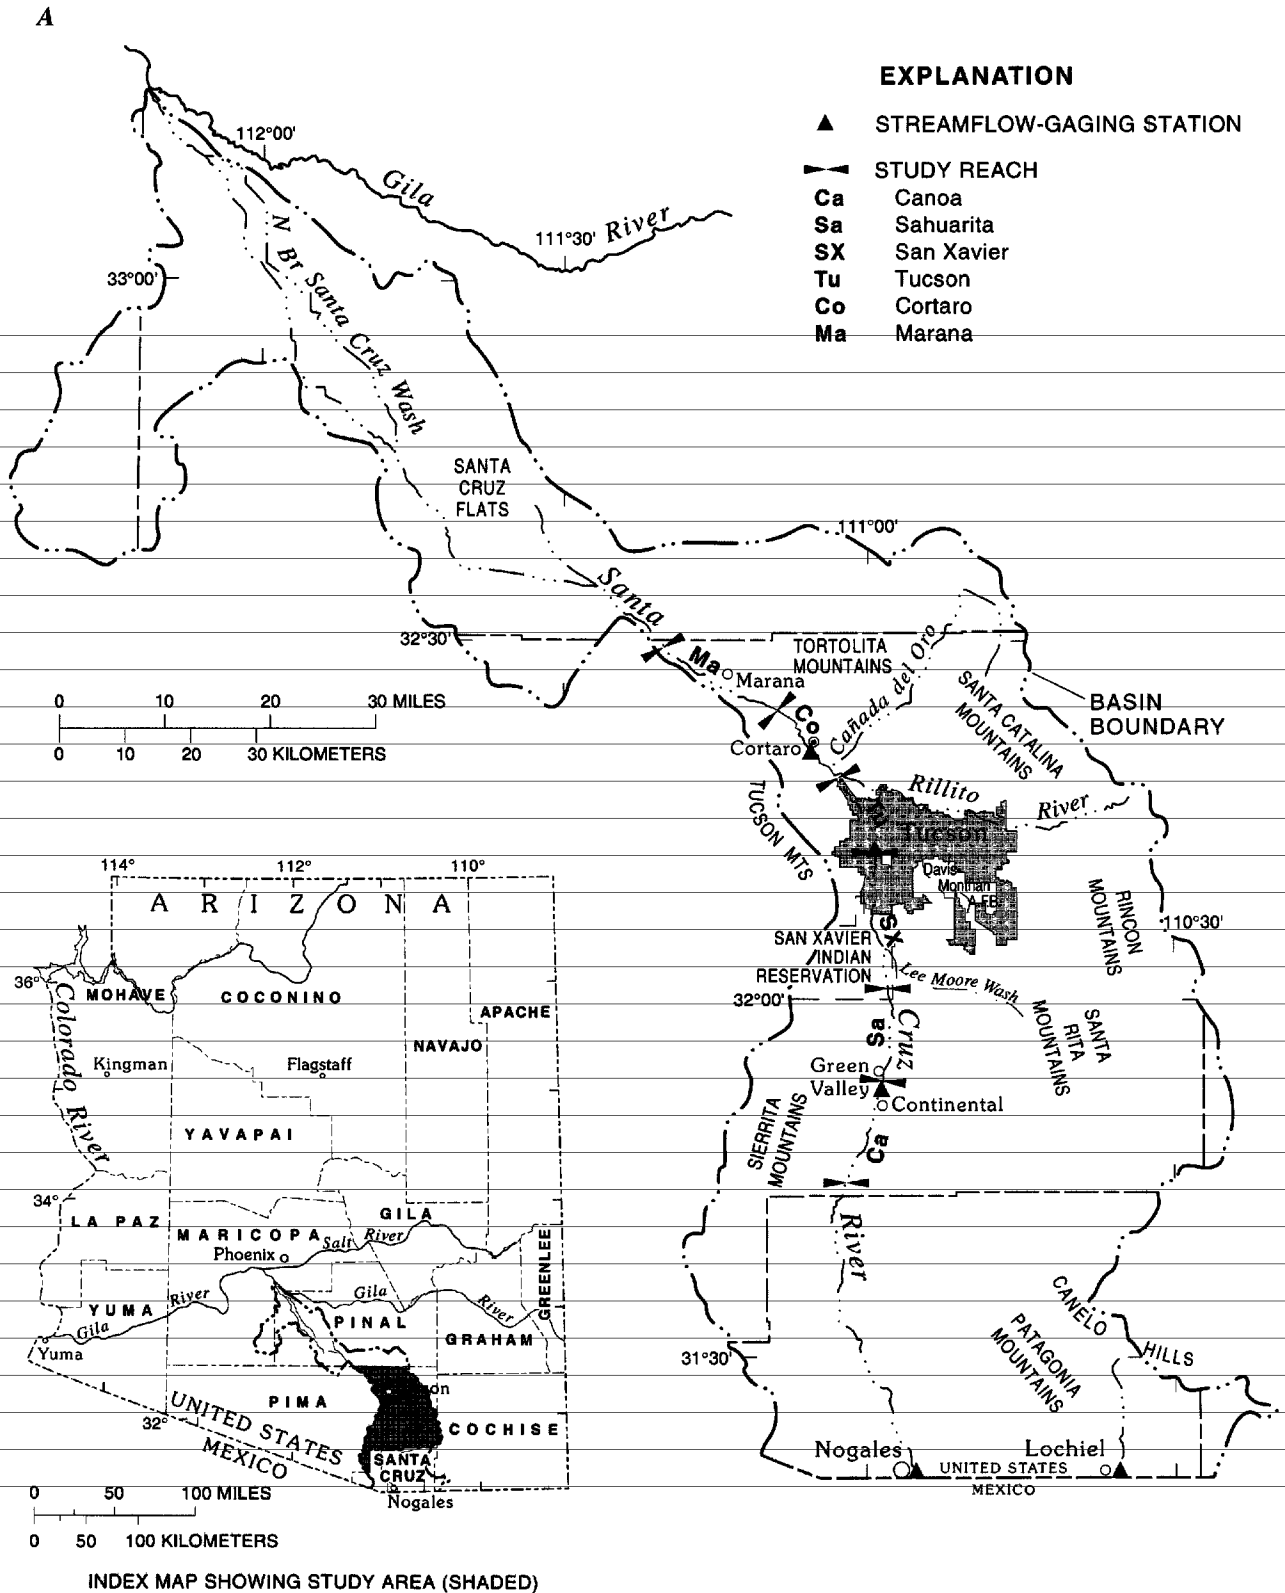 A
EXPLANATION
STREAMFLOW-GAGING STATION
STUDY REACH
Ca Canoa
Sa Sahuarita
SX San Xavier
Tu Tucson
Co Cortaro
Ma Marana
112°00'
Gila
River
111°30'
33°00'
N Br Santa Cruz Wash
SANTA
CRUZ
FLATS
111°00'
Santa
32°30'
Ma
Marana
TORTOLITA
MOUNTAINS
Cañada del Oro
SANTA CATALINA
MOUNTAINS
BASIN
BOUNDARY
0 10 20 30 MILES
0 10 20 30 KILOMETERS
Co
Cortaro
TUCSON MTS
Rillito
River
Tu
Tucson
Davis
Monthan
A.F.B.
RINCON
MOUNTAINS
110°30'
SX
SAN XAVIER
INDIAN
RESERVATION
Lee Moore Wash
32°00'
Sa
Cruz
SANTA
RITA
MOUNTAINS
Green
Valley
Continental
SIERRITA
MOUNTAINS
Ca
River
CANELO
HILLS
PATAGONIA
MOUNTAINS
31°30'
Nogales
Lochiel
UNITED STATES
MEXICO
114° 112° 110°
ARIZONA
36°
MOHAVE
COCONINO
APACHE
NAVAJO
Colorado River
Kingman
Flagstaff
YAVAPAI
34°
LA PAZ
MARICOPA
GILA
Phoenix
Salt River
GREENLEE
YUMA
Gila River
Gila River
PINAL
GRAHAM
Yuma
PIMA
COCHISE
32°
UNITED STATES
MEXICO
SANTA
CRUZ
Nogales
0 50 100 MILES
0 50 100 KILOMETERS
INDEX MAP SHOWING STUDY AREA (SHADED)